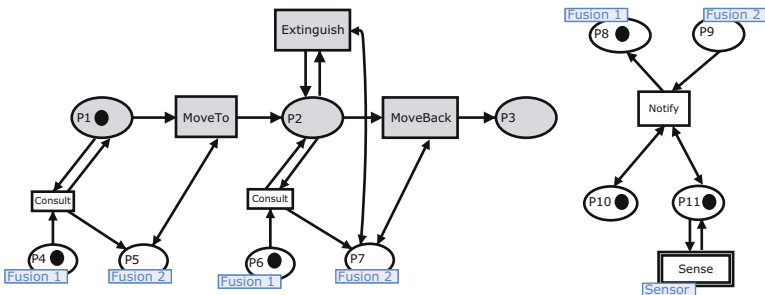 Extinguish
Fusion 1
Fusion 2
P8
P9
P1
MoveTo
P2
MoveBack
P3
Notify
Consult
Consult
P10
P11
P4
P5
P6
P7
Fusion 1
Fusion 2
Fusion 1
Fusion 2
Sense
Sensor